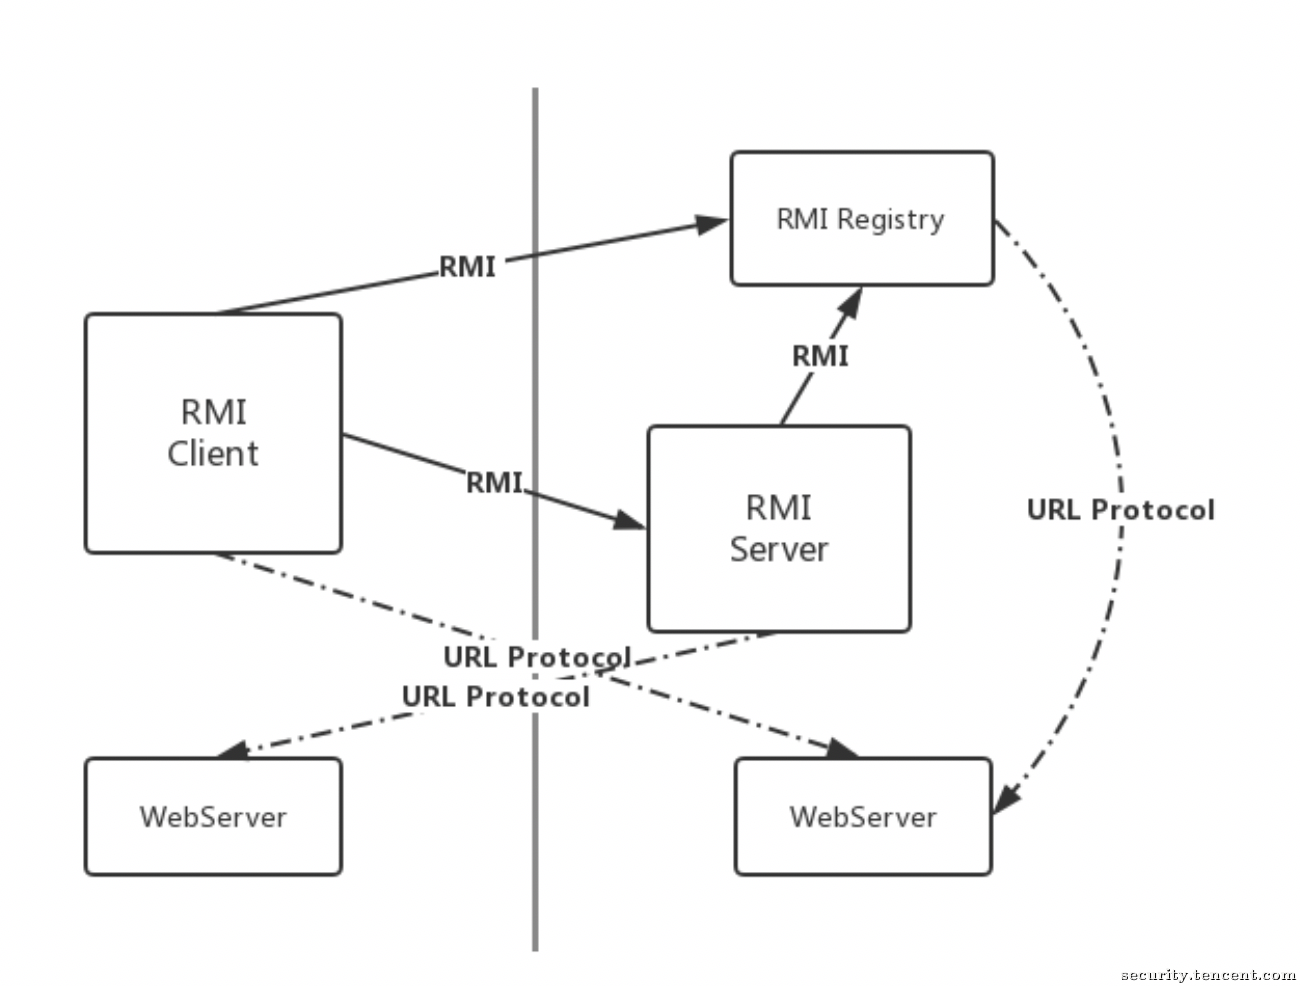 RMI Registry
RMI
RMI
RMI
Client
RMI
RMI
Server
URL Protocol
URL Protocol
URL Protocol
WebServer
WebServer
security.tencent.com